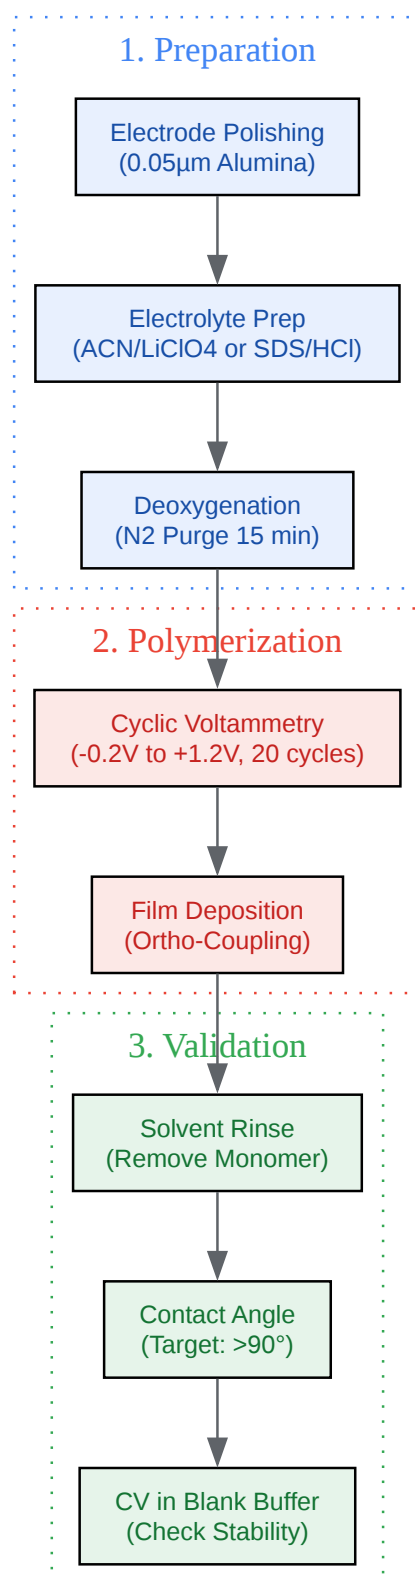 1. Preparation
Electrode Polishing
(0.05µm Alumina)
Electrolyte Prep
(ACN/LiClO4 or SDS/HCl)
Deoxygenation
(N2 Purge 15 min)
2. Polymerization
Cyclic Voltammetry
(-0.2V to +1.2V, 20 cycles)
Film Deposition
(Ortho-Coupling)
3. Validation
Solvent Rinse
(Remove Monomer)
Contact Angle
(Target: >90°)
CV in Blank Buffer
(Check Stability)